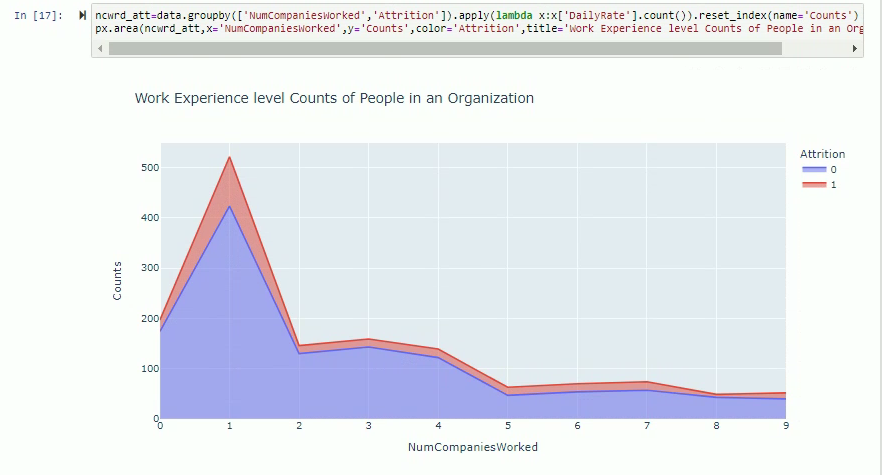 In [17]:
ncwrd_att=data.groupby(['NumCompaniesWorked','Attrition']).apply(lambda x:x['DailyRate'].count()).reset_index(name='Counts')
px.area(ncwrd_att,x='NumCompaniesWorked',y='Counts',color='Attrition',title='Work Experience level Counts of People in an Org
Work Experience level Counts of People in an Organization
Attrition
0
1
500
400
300
200
100
0
Counts
0 1 2 3 4 5 6 7 8 9
NumCompaniesWorked